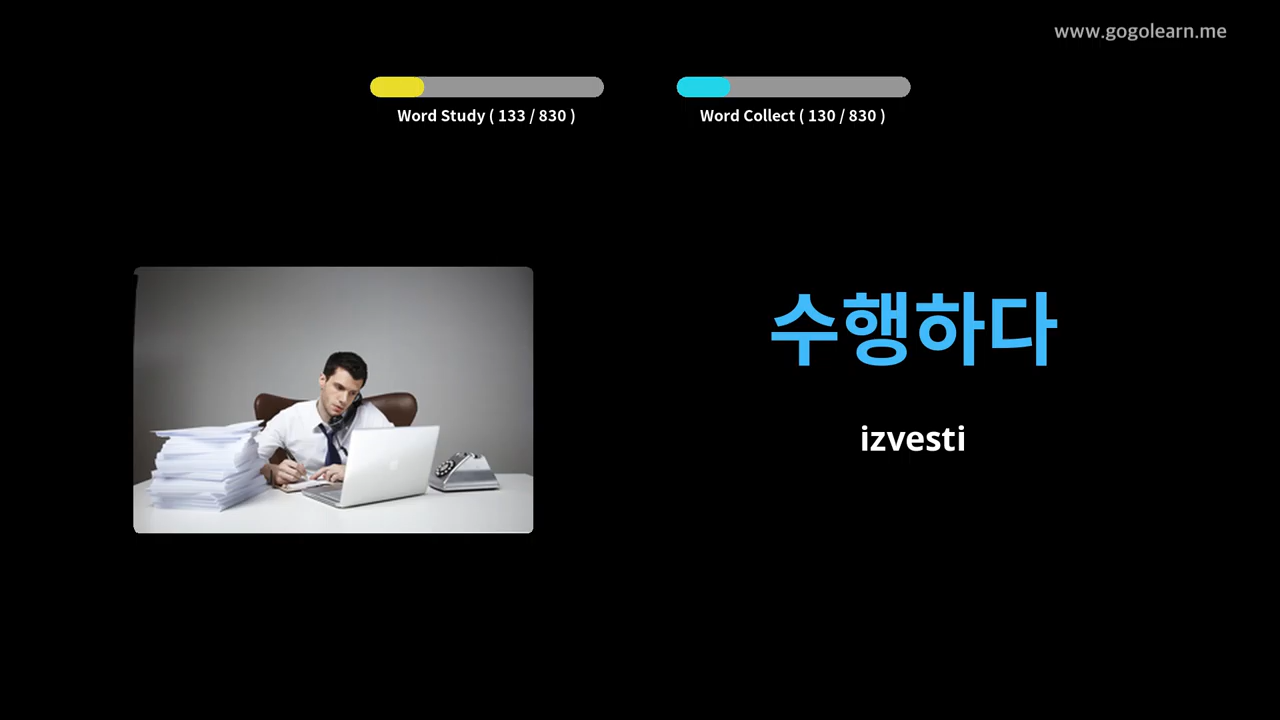 www.gogolearn.me
Word Study ( 133 / 830 )
Word Collect ( 130 / 830 )
수행하다
izvesti